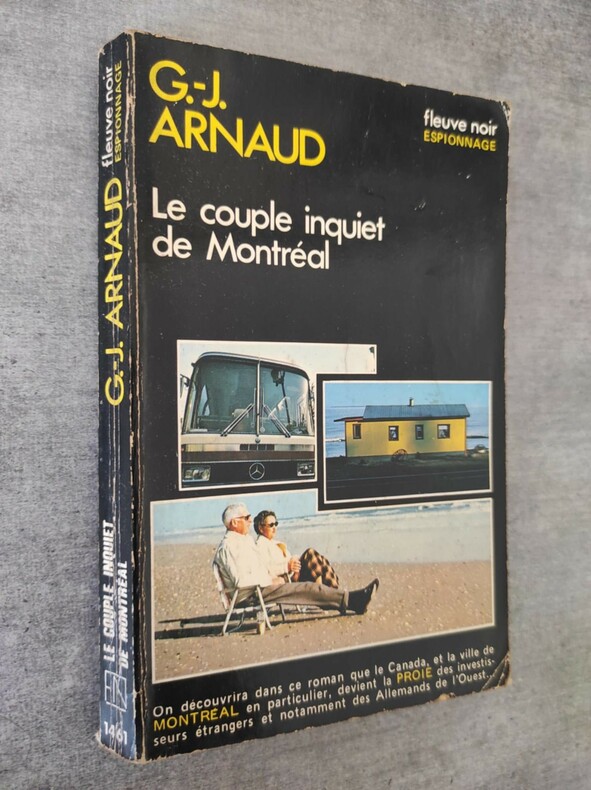 G.-J.
ARNAUD
fleuve noir
ESPIONNAGE
Le couple inquiet
de Montréal
On découvrira dans ce roman que le Canada, et la ville de
MONTRÉAL en particulier, devient la PROIE des investis-
seurs étrangers et notamment des Allemands de l'Ouest...
G.-J. ARNAUD
fleuve noir
ESPIONNAGE
LE COUPLE INQUIET
DE MONTRÉAL
1461